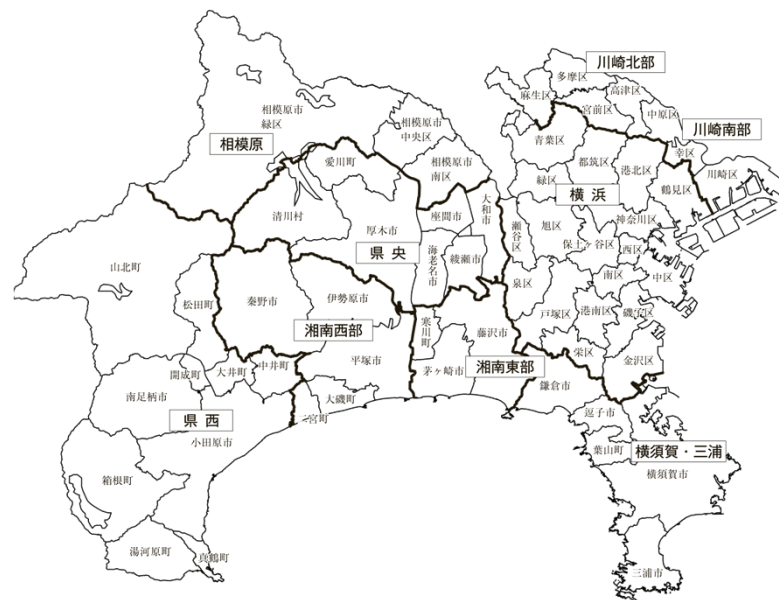 川崎北部
多摩区
麻生区
高津区
宮前区
中原区
川崎南部
幸区
川崎区
相模原市
緑区
相模原
相模原市
中央区
相模原市
南区
青葉区
都筑区
港北区
鶴見区
緑区
横浜
神奈川区
瀬谷区
旭区
保土ヶ谷区
西区
中区
南区
泉区
戸塚区
港南区
磯子区
栄区
金沢区
愛川町
清川村
厚木市
県央
座間市
大和市
海老名市
綾瀬市
山北町
松田町
秦野市
伊勢原市
湘南西部
平塚市
大磯町
二宮町
寒川町
藤沢市
茅ヶ崎市
湘南東部
鎌倉市
逗子市
葉山町
横須賀・三浦
横須賀市
三浦市
開成町
大井町
中井町
南足柄市
県西
小田原市
箱根町
湯河原町
真鶴町